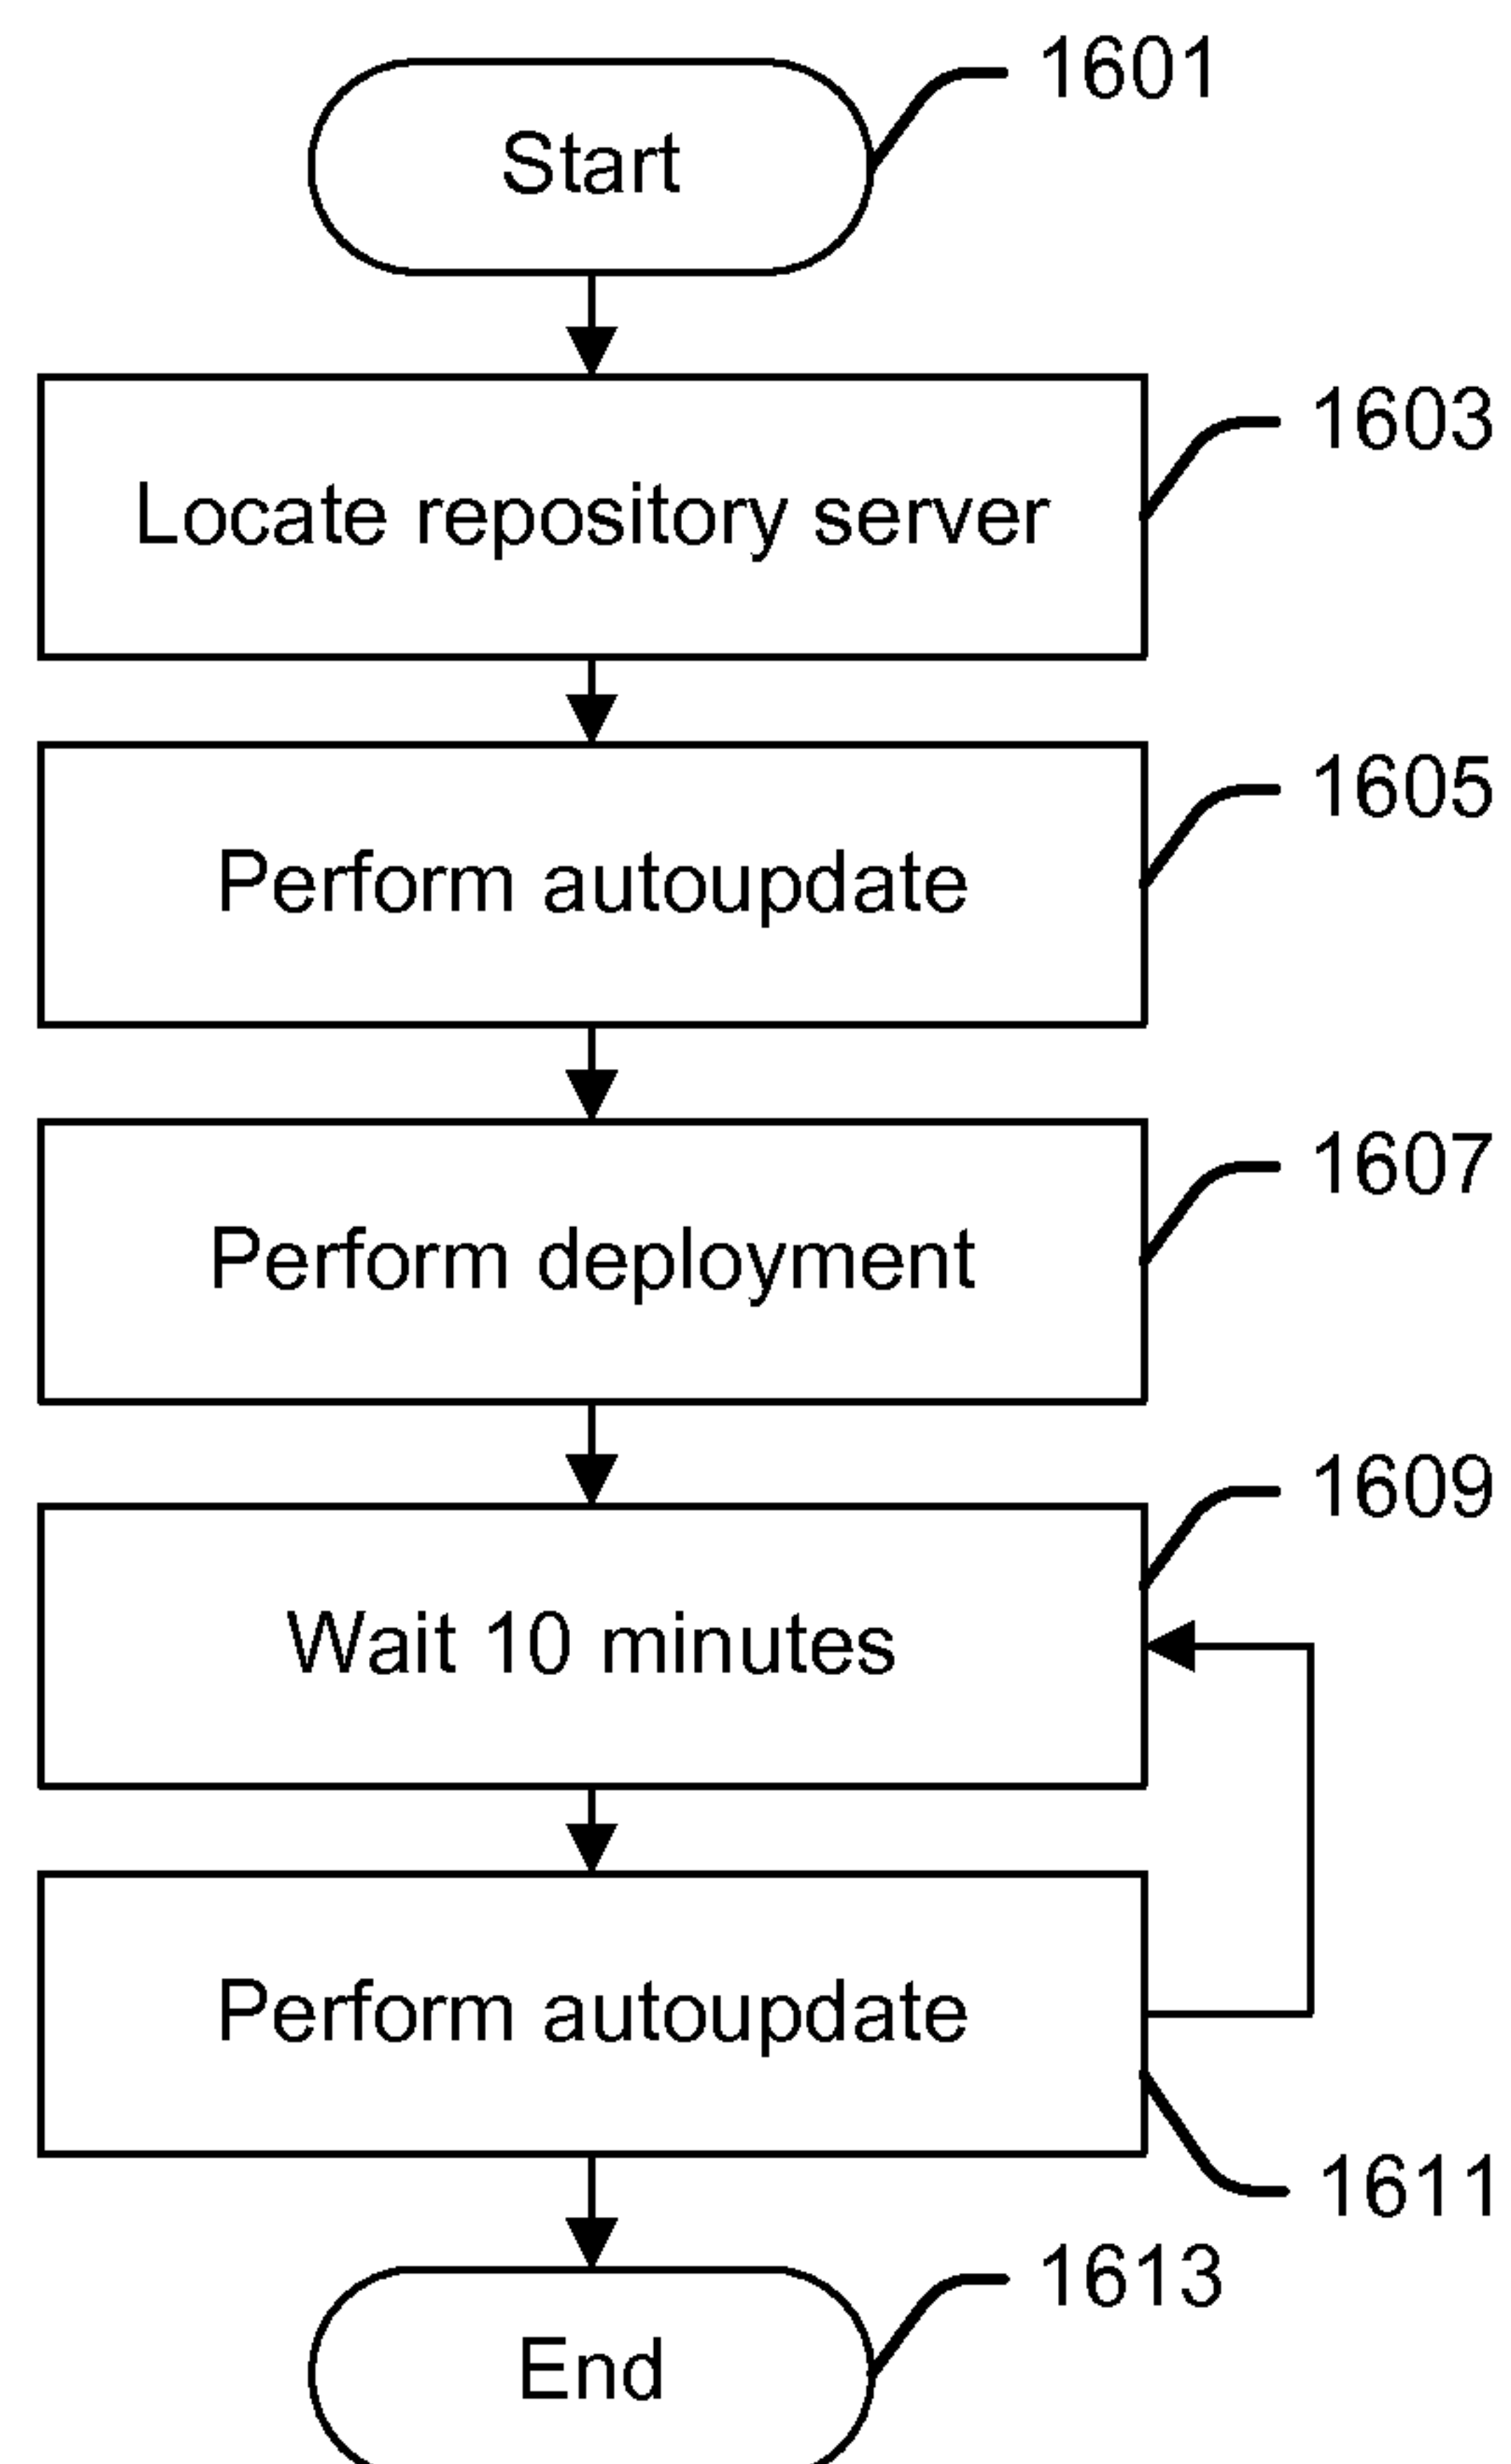 1601
Start
1603
Locate repository server
1605
Perform autoupdate
1607
Perform deployment
1609
Wait 10 minutes
Perform autoupdate
1611
1613
End